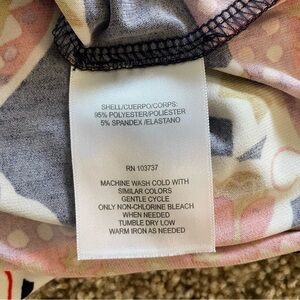 SHELL/CUERPO/CORPS:
95% POLYESTER/POLIÉSTER
5% SPANDEX /ELASTANO
RN 103737
MACHINE WASH COLD WITH
SIMILAR COLORS
GENTLE CYCLE
ONLY NON-CHLORINE BLEACH
WHEN NEEDED
TUMBLE DRY LOW
WARM IRON AS NEEDED